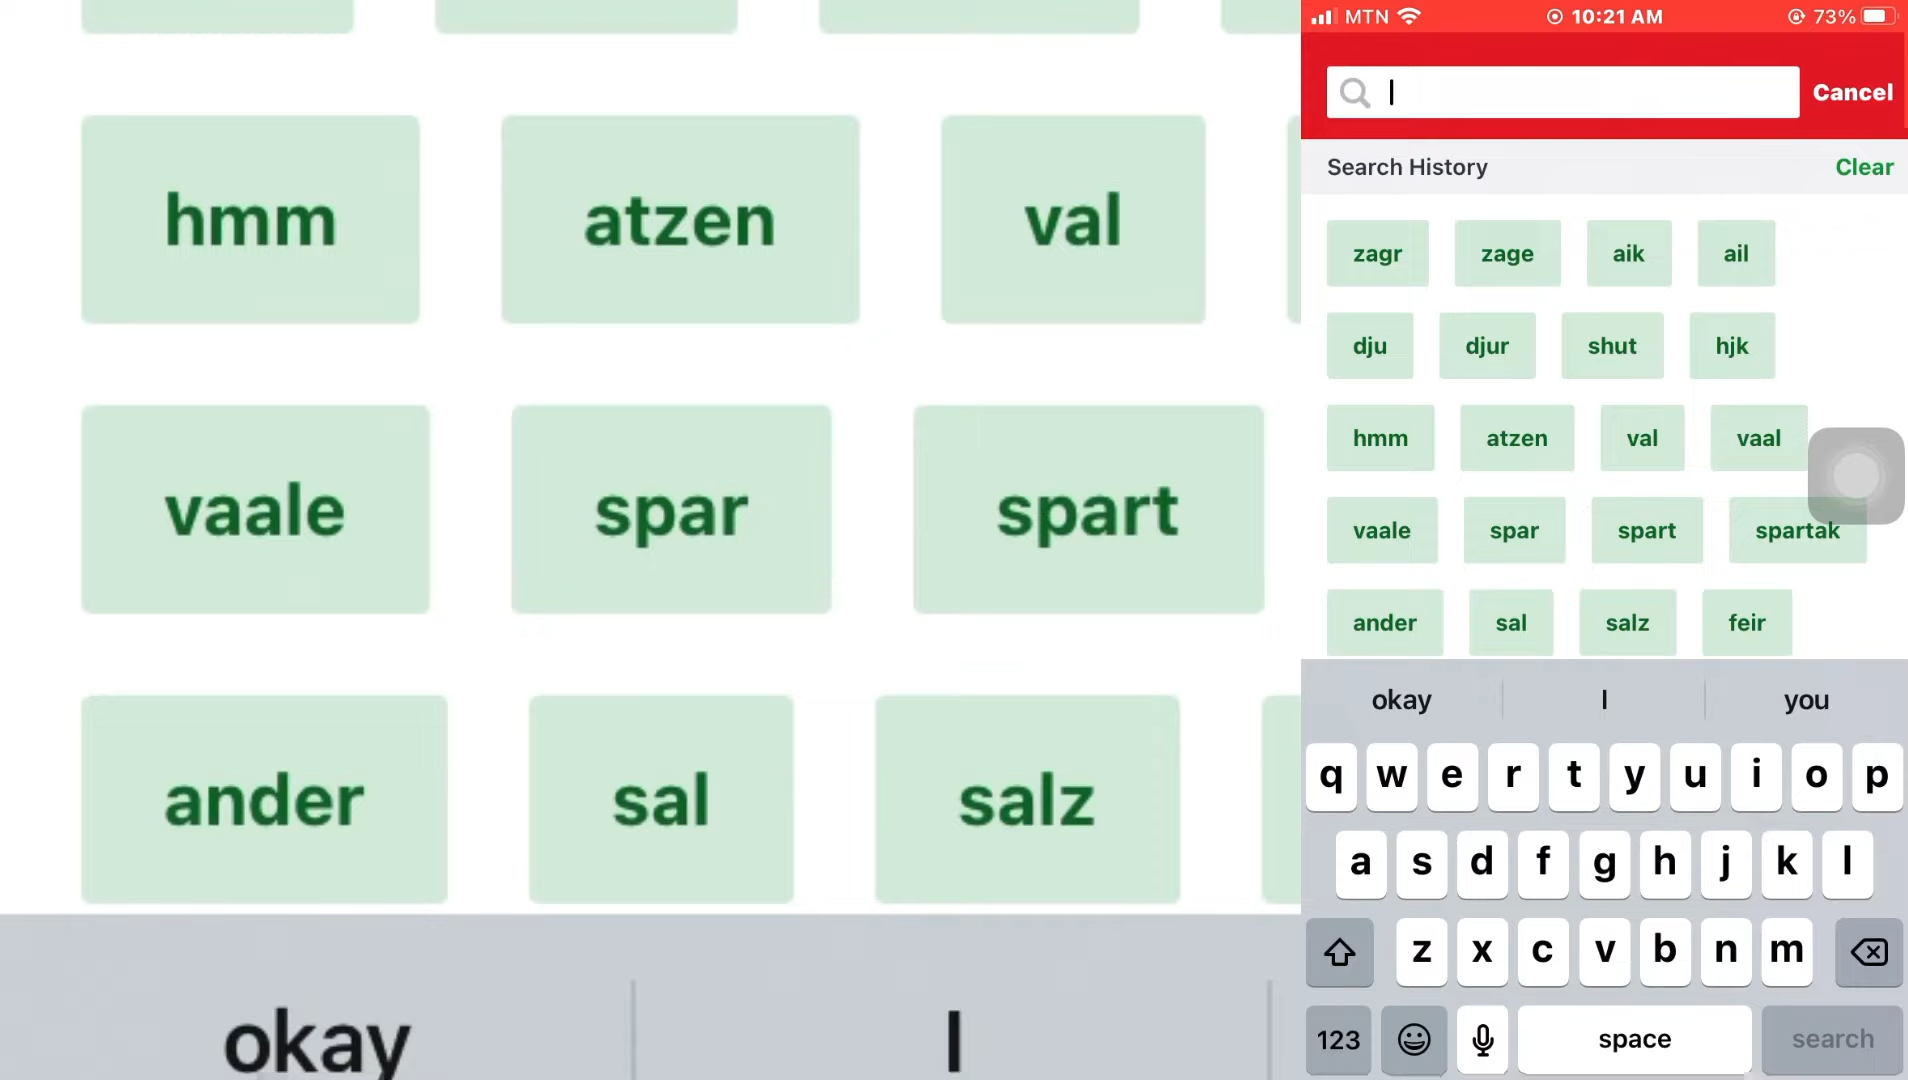 hmm atzen val
vaale spar spart
ander sal salz
okay I
MTN 10:21 AM 73%
Cancel
Search History Clear
zagr zage aik ail
dju djur shut hjk
hmm atzen val vaal
vaale spar spart spartak
ander sal salz feir
okay I you
q w e r t y u i o p
a s d f g h j k l
z x c v b n m
123 space search